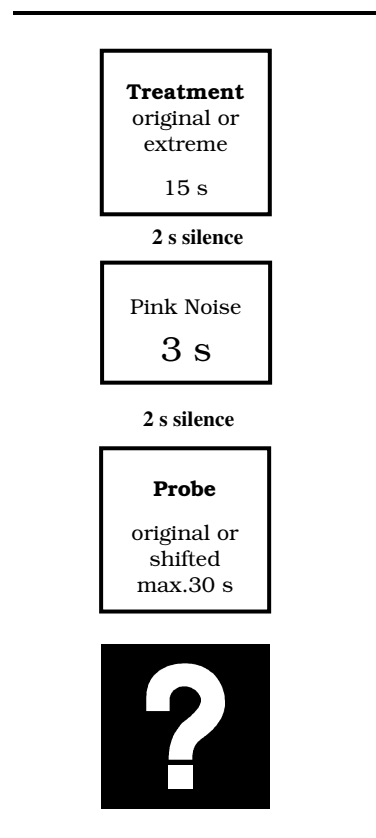 Treatment
original or
extreme
15 s
2 s silence
Pink Noise
3 s
2 s silence
Probe
original or
shifted
max.30 s
?